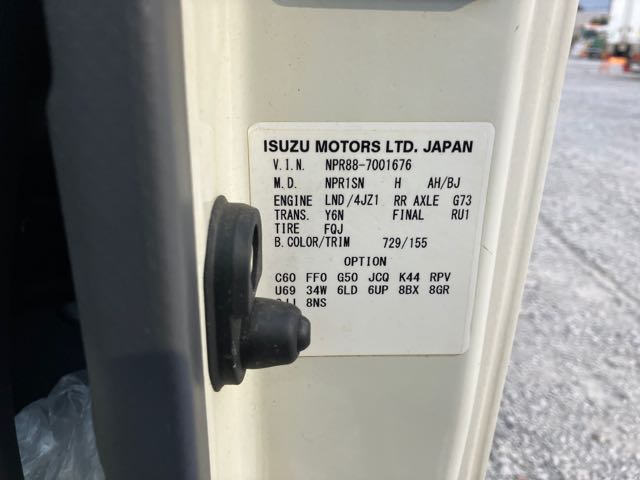 ISUZU MOTORS LTD. JAPAN
V.I.N. NPR88-7001676
M.D. NPR1SN H AH/BJ
ENGINE LND/4JZ1 RR AXLE G73
TRANS. Y6N FINAL RU1
TIRE FQJ
B.COLOR/TRIM 729/155
OPTION
C60 FF0 G50 JCQ K44 RPV
U69 34W 6LD 6UP 8BX 8GR
8NS